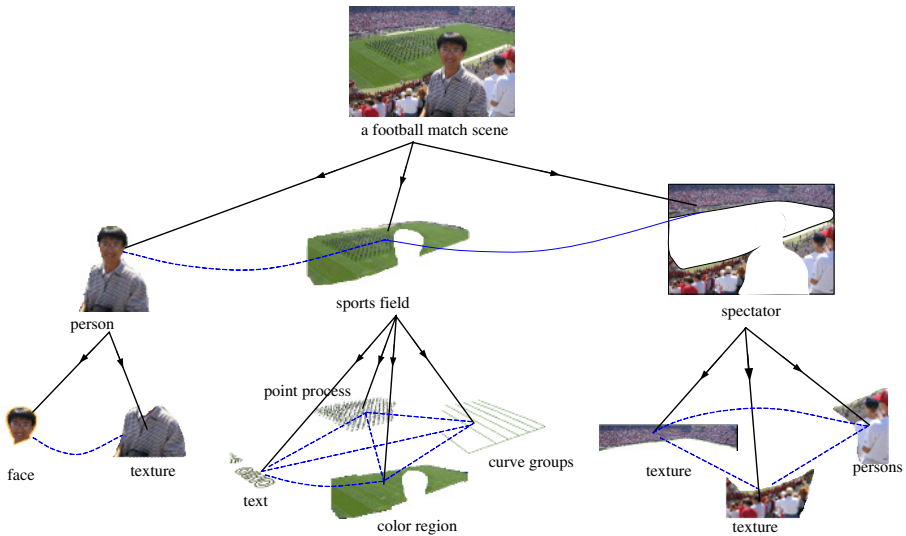 a football match scene
person
sports field
spectator
point process
face
texture
text
curve groups
color region
texture
persons
texture